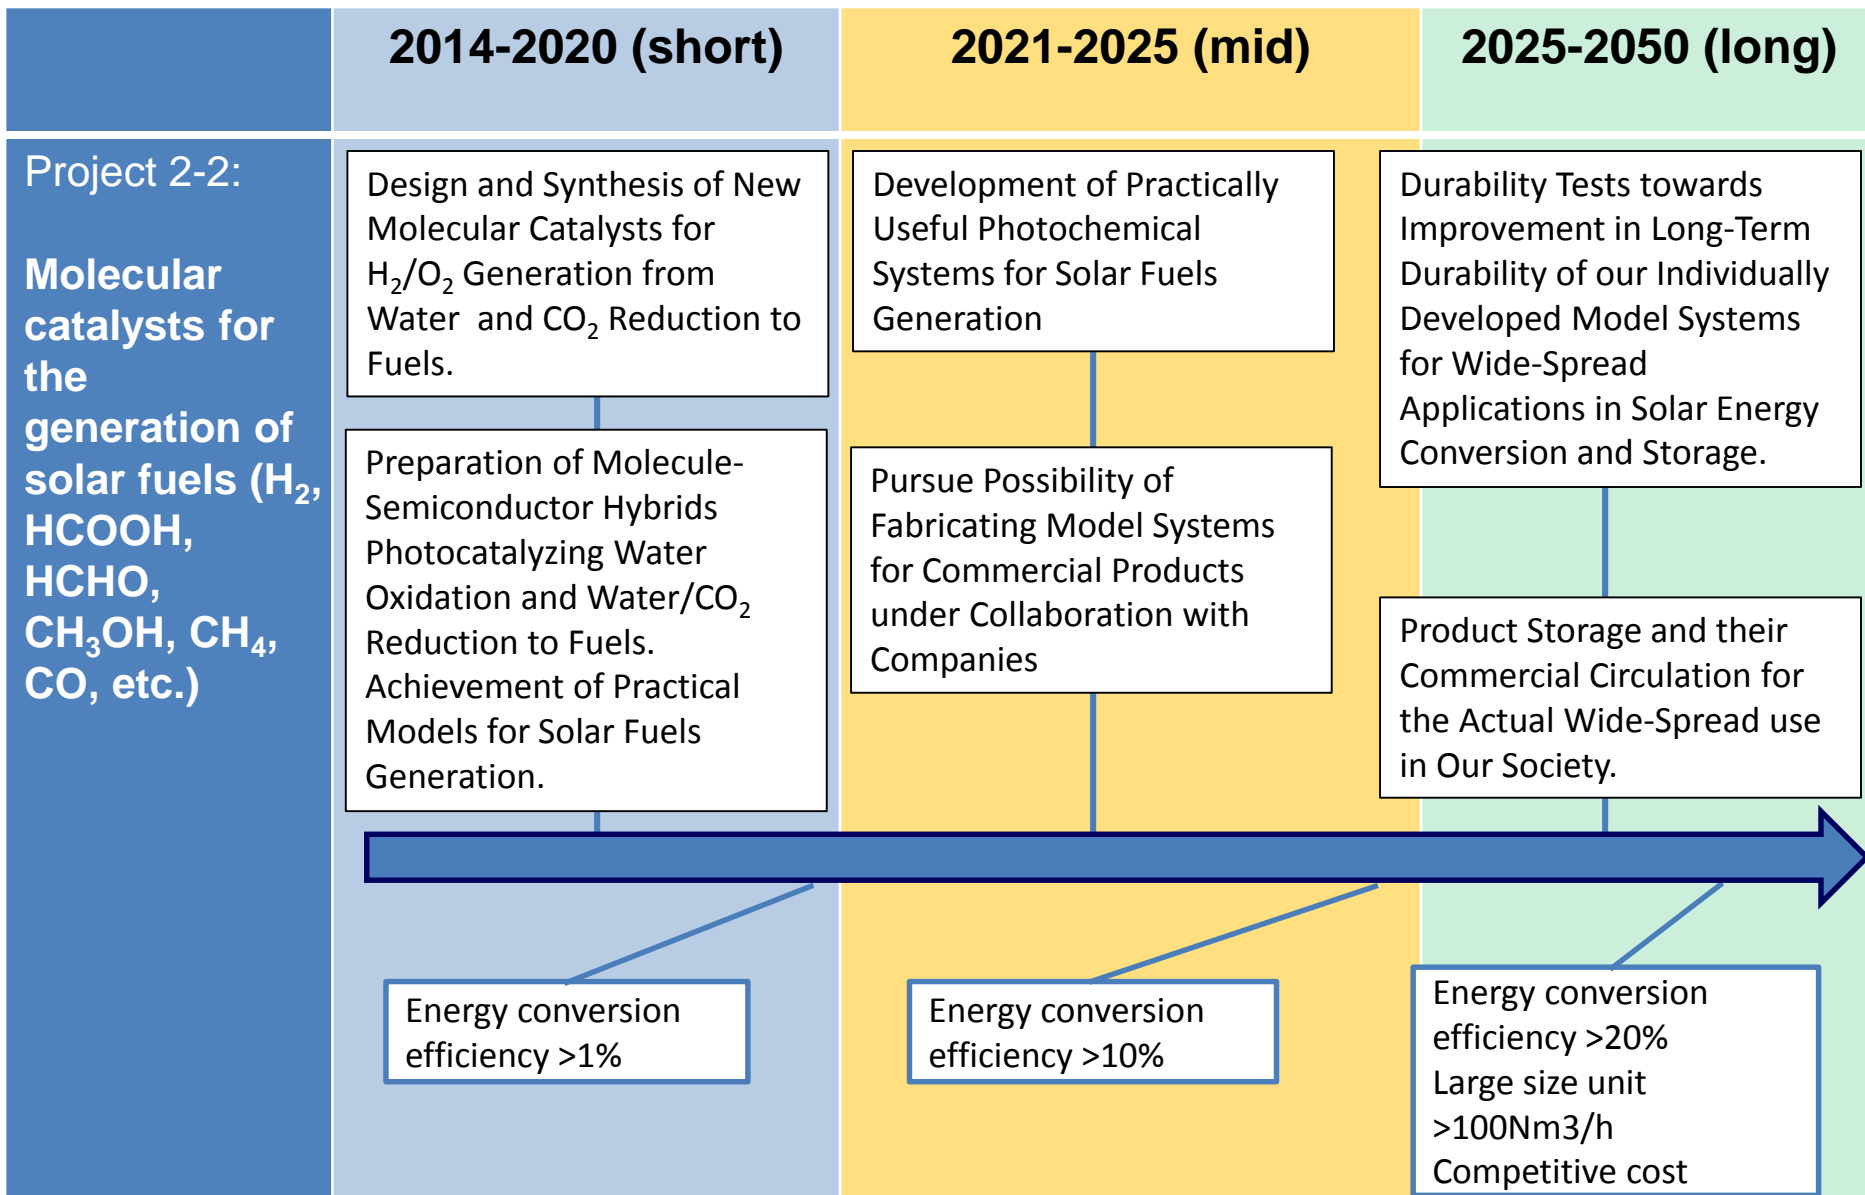 2014-2020 (short)
2021-2025 (mid)
2025-2050 (long)
Project 2-2:
Molecular
catalysts for
the
generation of
solar fuels (H₂,
HCOOH,
HCHO,
CH₃OH, CH₄,
CO, etc.)
Design and Synthesis of New
Molecular Catalysts for
H₂/O₂ Generation from
Water and CO₂ Reduction to
Fuels.
Preparation of Molecule-
Semiconductor Hybrids
Photocatalyzing Water
Oxidation and Water/CO₂
Reduction to Fuels.
Achievement of Practical
Models for Solar Fuels
Generation.
Development of Practically
Useful Photochemical
Systems for Solar Fuels
Generation
Pursue Possibility of
Fabricating Model Systems
for Commercial Products
under Collaboration with
Companies
Durability Tests towards
Improvement in Long-Term
Durability of our Individually
Developed Model Systems
for Wide-Spread
Applications in Solar Energy
Conversion and Storage.
Product Storage and their
Commercial Circulation for
the Actual Wide-Spread use
in Our Society.
Energy conversion
efficiency >1%
Energy conversion
efficiency >10%
Energy conversion
efficiency >20%
Large size unit
>100Nm3/h
Competitive cost